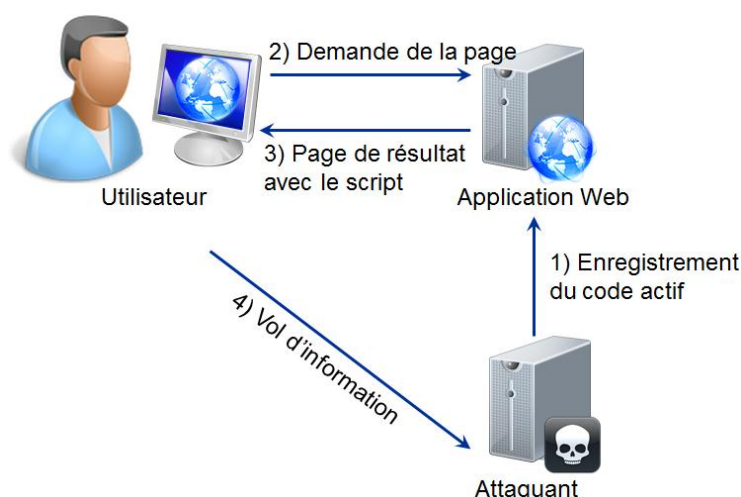 2) Demande de la page
3) Page de résultat
avec le script
Utilisateur
Application Web
1) Enregistrement
du code actif
4) Vol d'information
Attaquant